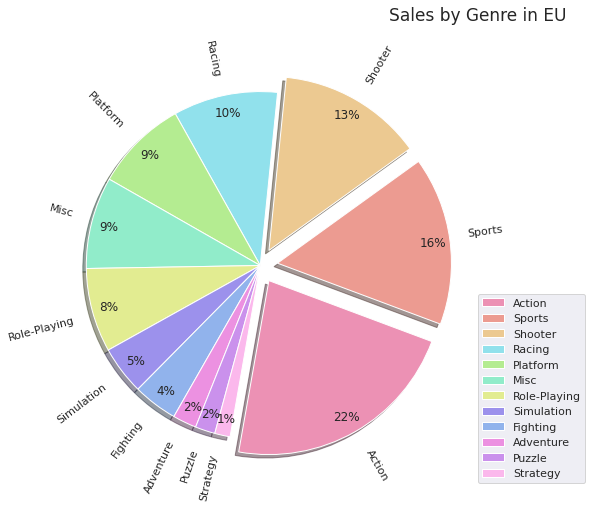 Sales by Genre in EU
Action
22%
Sports
16%
Shooter
13%
Racing
10%
Platform
9%
Misc
9%
Role-Playing
8%
Simulation
5%
Fighting
4%
Adventure
2%
Puzzle
2%
Strategy
1%
Action
Sports
Shooter
Racing
Platform
Misc
Role-Playing
Simulation
Fighting
Adventure
Puzzle
Strategy